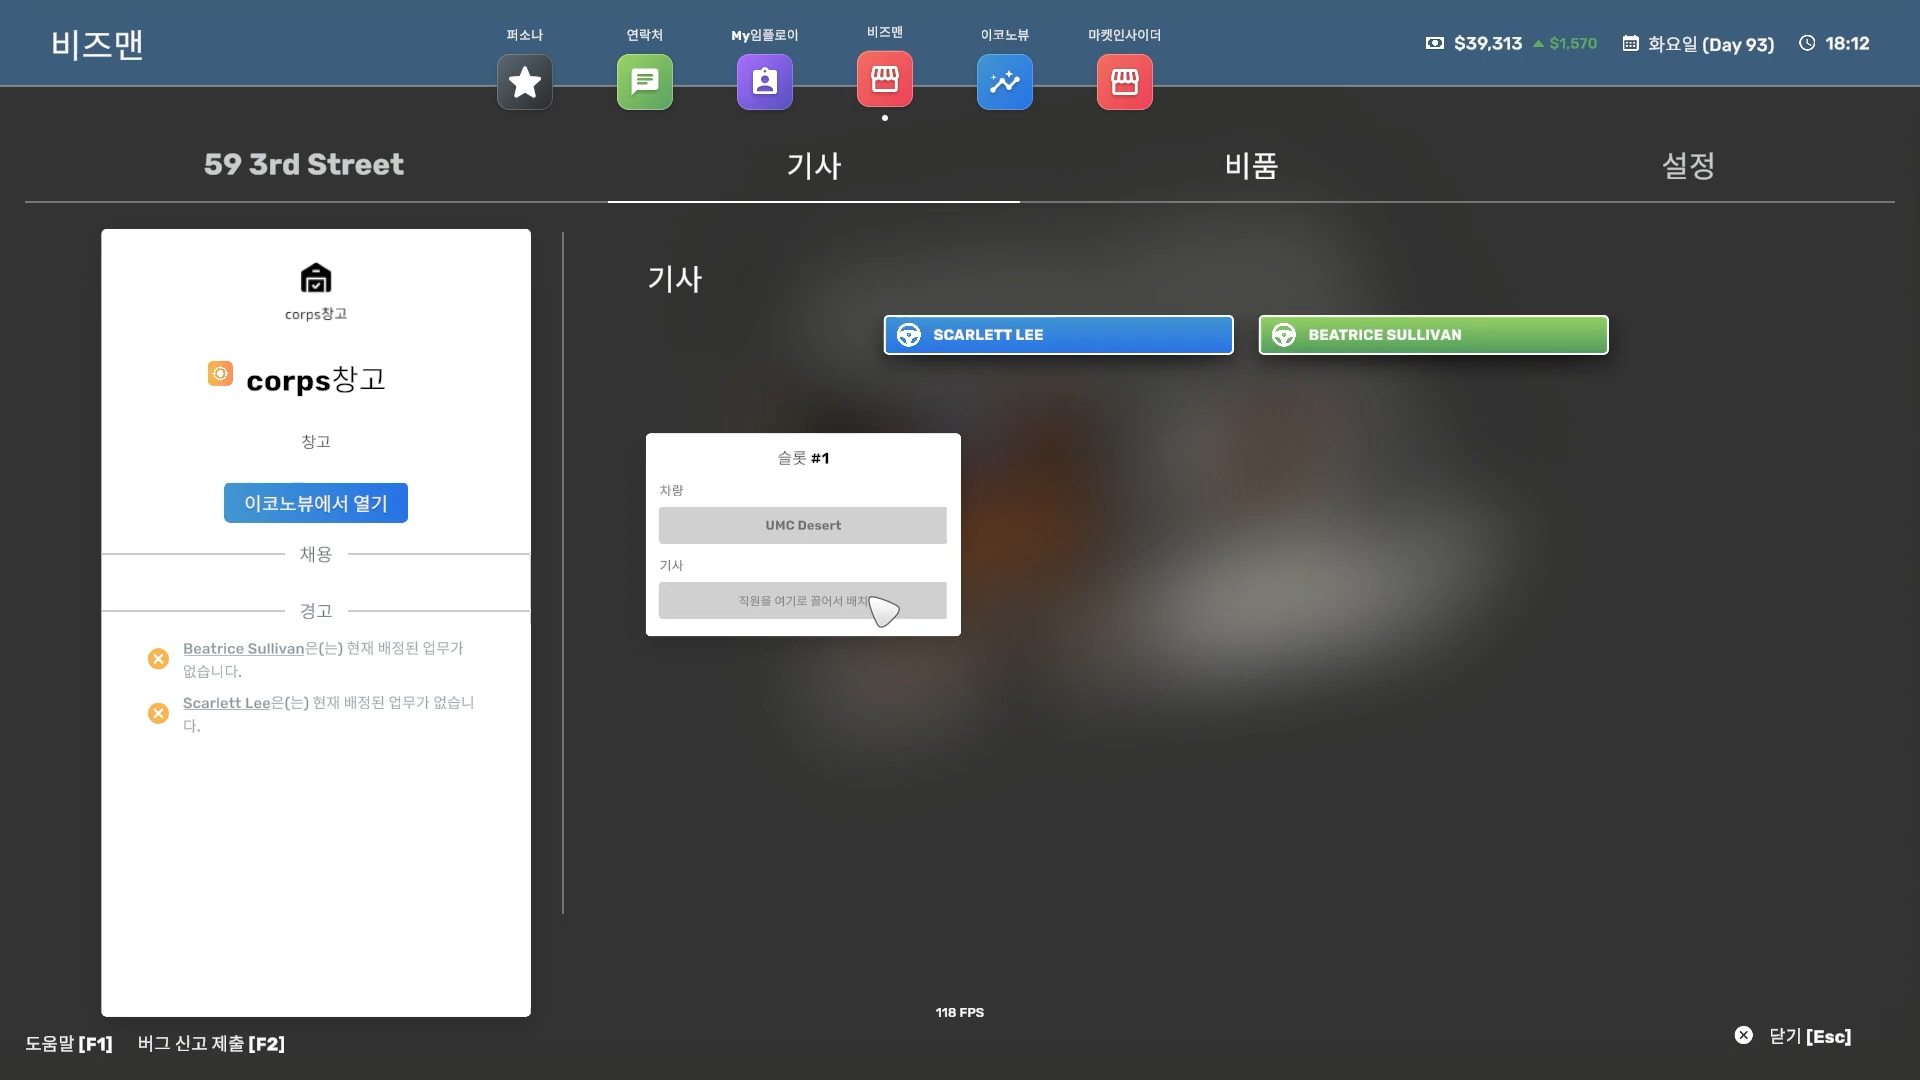 비즈맨
퍼소나
연락처
My임플로이
비즈맨
이코노뷰
마켓인사이더
$39,313 $1,570 화요일 (Day 93) 18:12
59 3rd Street
기사
비품
설정
corps창고
corps창고
창고
이코노뷰에서 열기
채용
경고
Beatrice Sullivan은(는) 현재 배정된 업무가
없습니다.
Scarlett Lee은(는) 현재 배정된 업무가 없습니
다.
기사
SCARLETT LEE
BEATRICE SULLIVAN
슬롯 #1
차량
UMC Desert
기사
직원을 여기로 끌어서 배치
118 FPS
도움말 [F1] 버그 신고 제출 [F2]
닫기 [Esc]